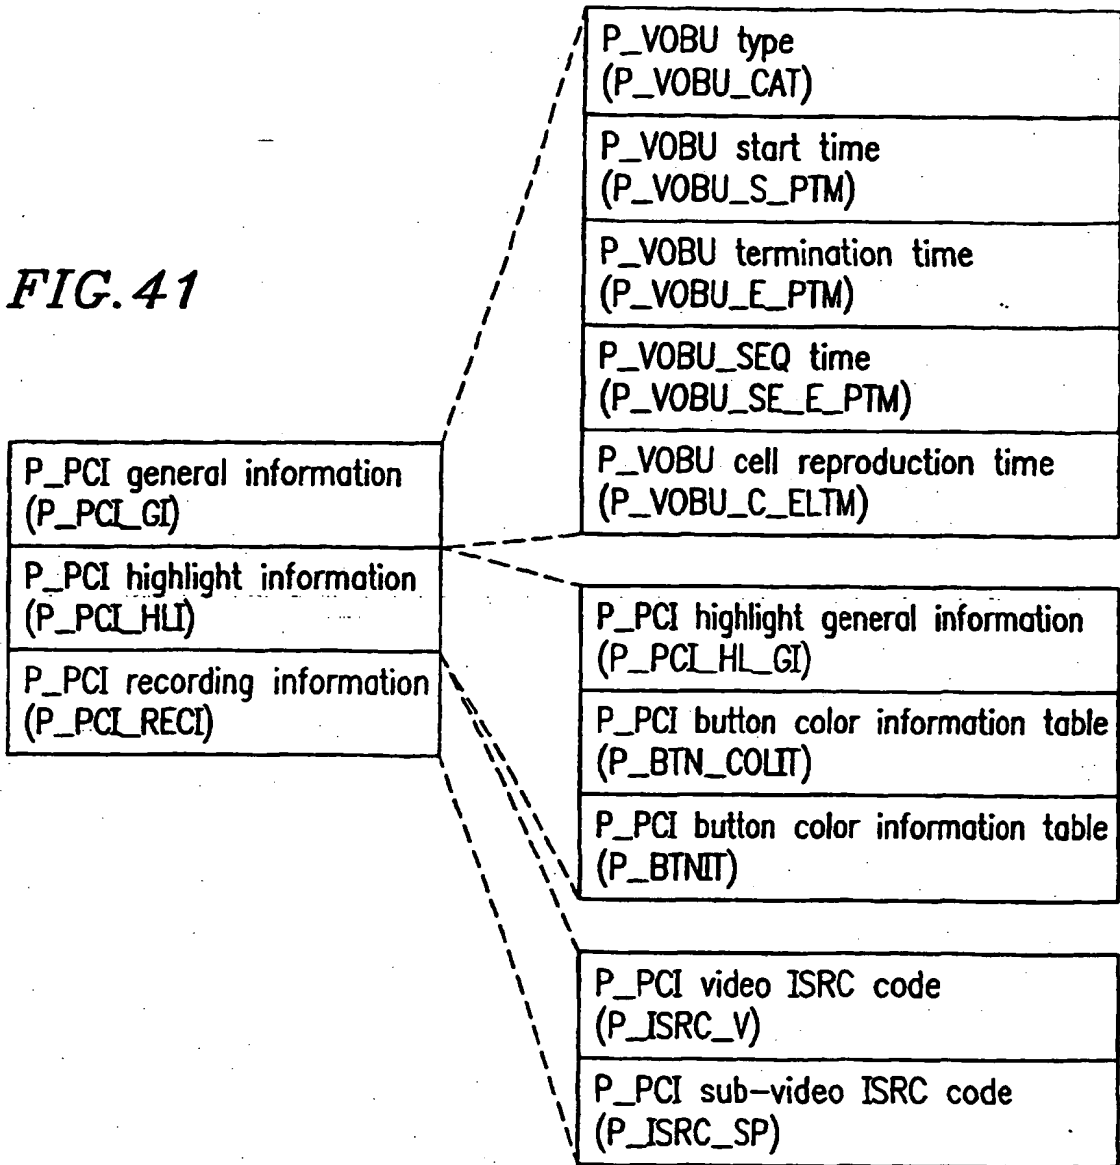 FIG.41
P_PCI general information
(P_PCI_GI)
P_PCI highlight information
(P_PCI_HLI)
P_PCI recording information
(P_PCI_RECI)
P_VOBU type
(P_VOBU_CAT)
P_VOBU start time
(P_VOBU_S_PTM)
P_VOBU termination time
(P_VOBU_E_PTM)
P_VOBU_SEQ time
(P_VOBU_SE_E_PTM)
P_VOBU cell reproduction time
(P_VOBU_C_ELTM)
P_PCI highlight general information
(P_PCI_HL_GI)
P_PCI button color information table
(P_BTN_COLIT)
P_PCI button color information table
(P_BTNIT)
P_PCI video ISRC code
(P_ISRC_V)
P_PCI sub-video ISRC code
(P_ISRC_SP)